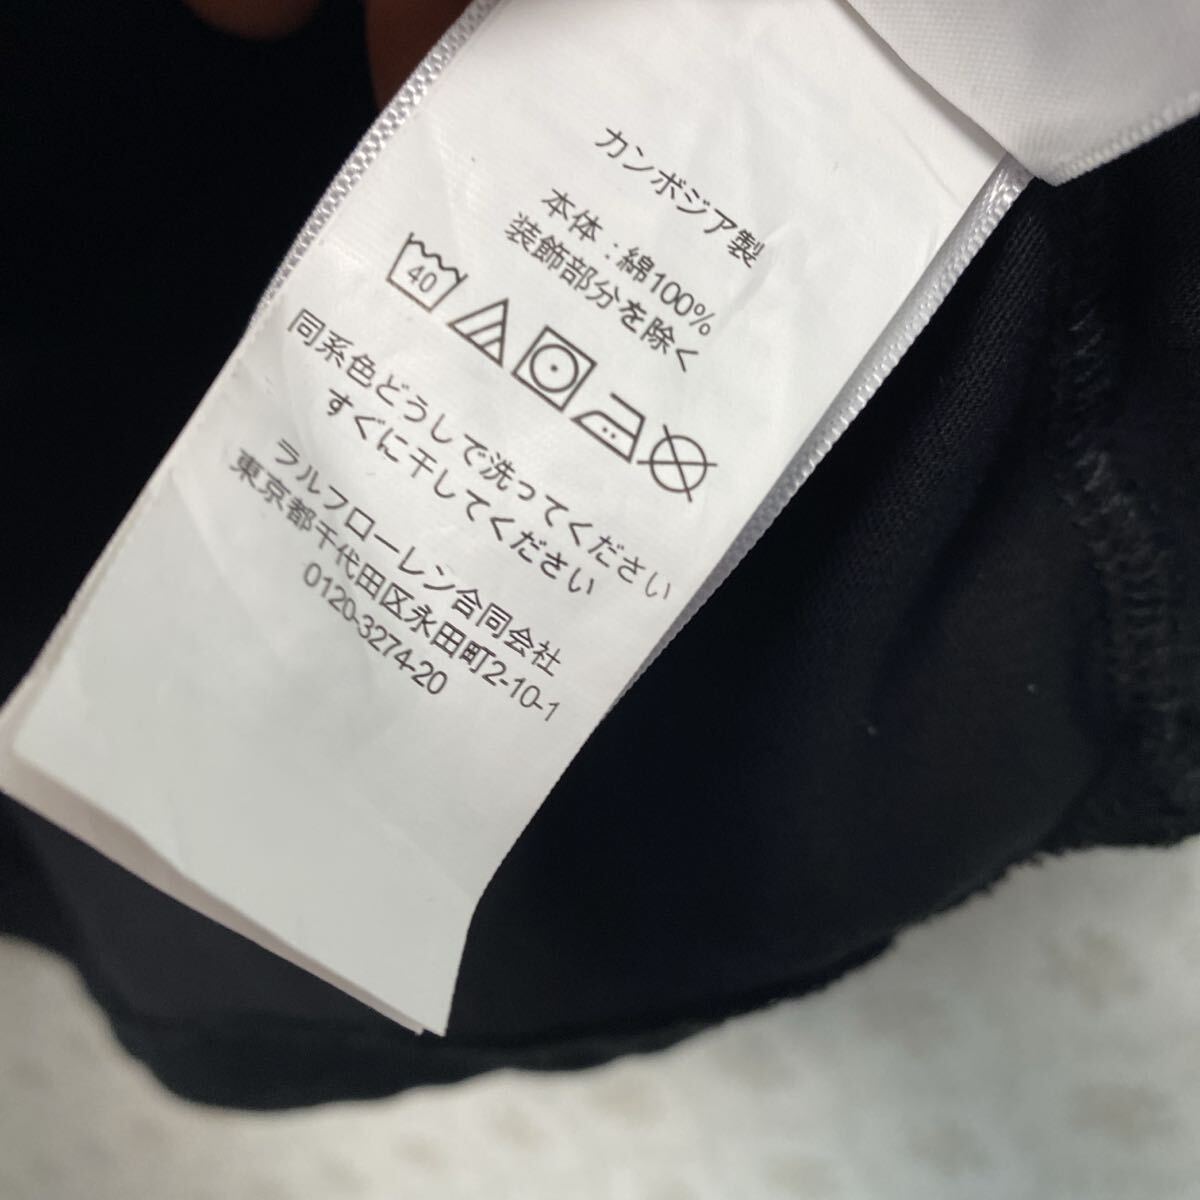 カンボジア製
本体 : 綿100%
装飾部分を除く
40
同系色どうしで洗ってください
すぐに干してください
ラルフローレン合同会社
東京都千代田区永田町2-10-1
0120-3274-20